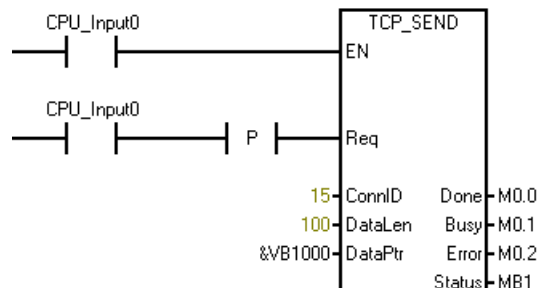 CPU_Input0 TCP_SEND
EN
CPU_Input0
P Req
15 ConnID Done M0.0
100 DataLen Busy M0.1
&VB1000 DataPtr Error M0.2
Status MB1